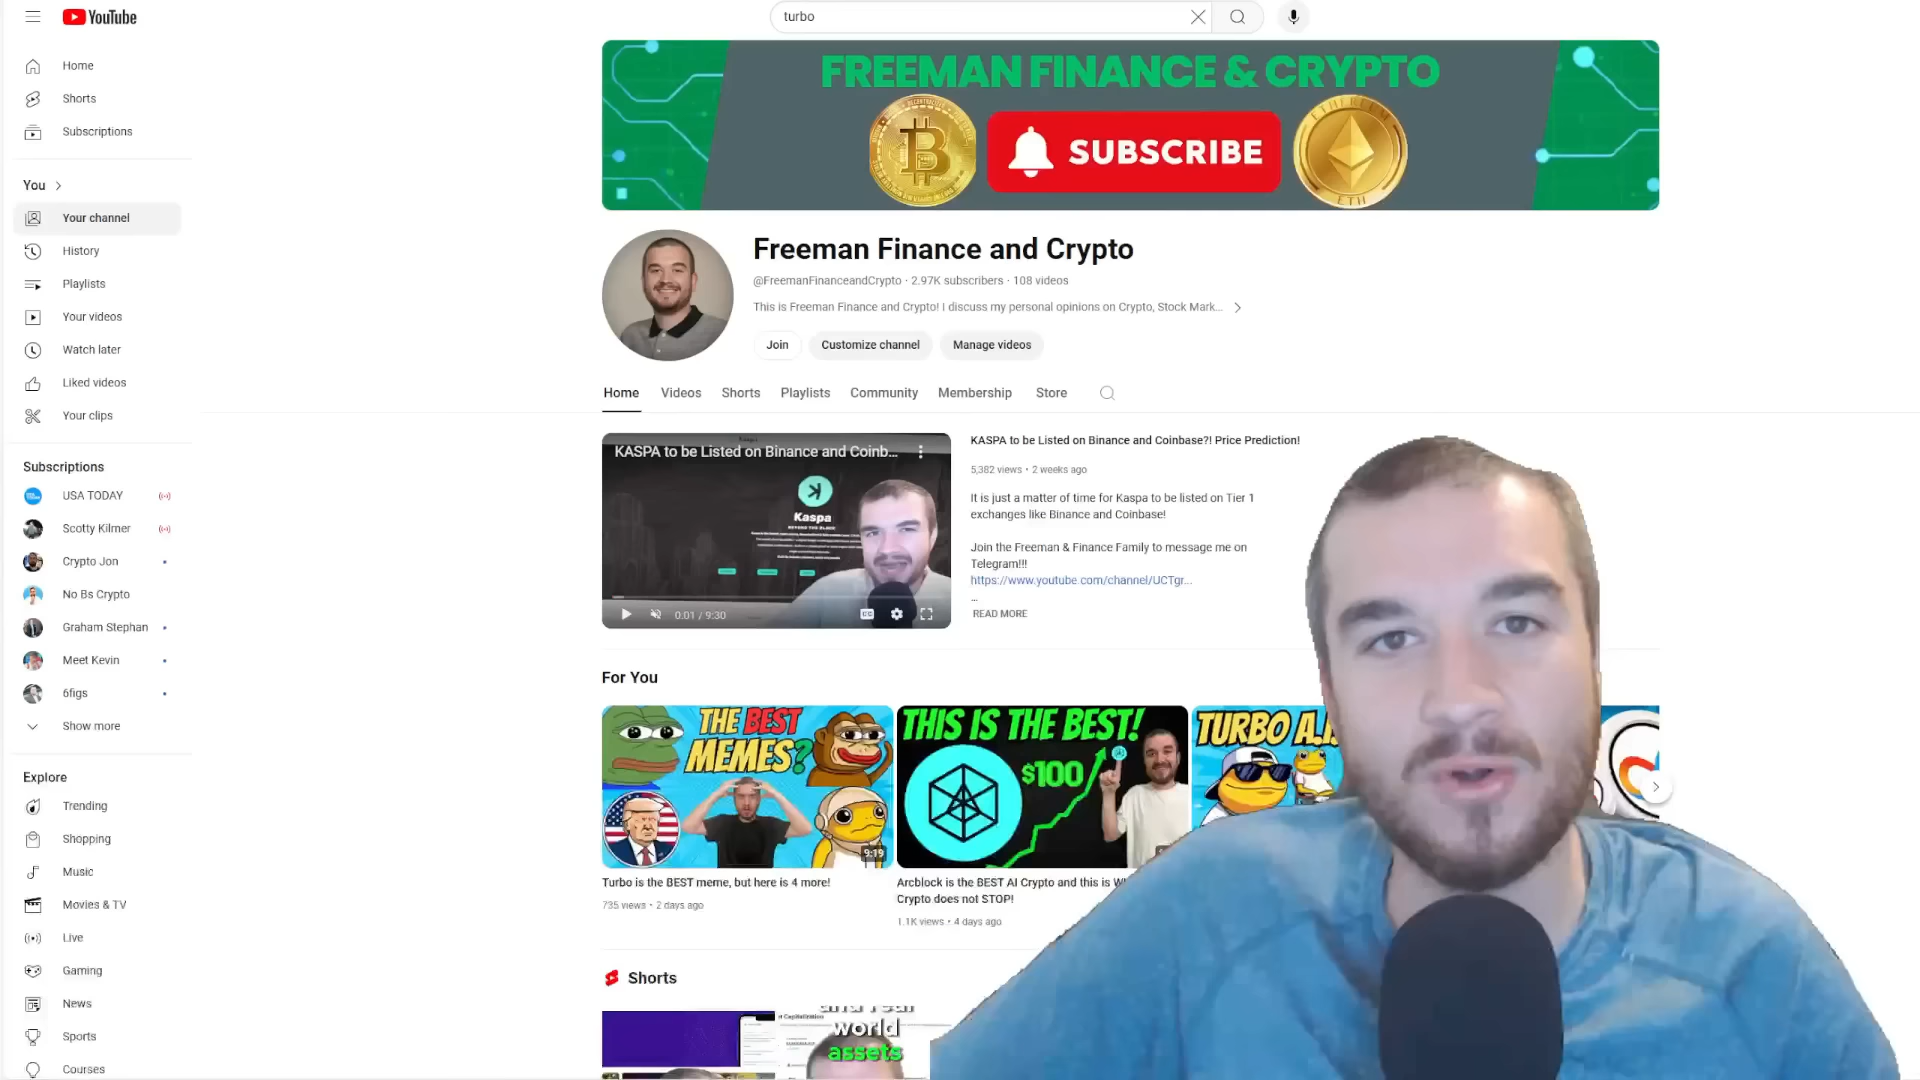 YouTube
turbo
Home
Shorts
Subscriptions
You
Your channel
History
Playlists
Your videos
Watch later
Liked videos
Your clips
Subscriptions
USA TODAY
Scotty Kilmer
Crypto Jon
No Bs Crypto
Graham Stephan
Meet Kevin
6figs
Show more
Explore
Trending
Shopping
Music
Movies & TV
Live
Gaming
News
Sports
Courses
FREEMAN FINANCE & CRYPTO
SUBSCRIBE
ETH
Freeman Finance and Crypto
@FreemanFinanceandCrypto · 2.97K subscribers · 108 videos
This is Freeman Finance and Crypto! I discuss my personal opinions on Crypto, Stock Mark...
Join
Customize channel
Manage videos
Home
Videos
Shorts
Playlists
Community
Membership
Store
KASPA to be Listed on Binance and Coinb...
Kaspa
0:01 / 9:30
KASPA to be Listed on Binance and Coinbase?! Price Prediction!
5,382 views • 2 weeks ago
It is just a matter of time for Kaspa to be listed on Tier 1
exchanges like Binance and Coinbase!
Join the Freeman & Finance Family to message me on
Telegram!!!
https://www.youtube.com/channel/UCTgr...
...
READ MORE
For You
THE BEST
MEMES?
9:19
Turbo is the BEST meme, but here is 4 more!
735 views • 2 days ago
THIS IS THE BEST!
$100
Arcblock is the BEST AI Crypto and this is W
Crypto does not STOP!
1.1K views • 4 days ago
TURBO A.I.
Shorts
and real
world
assets